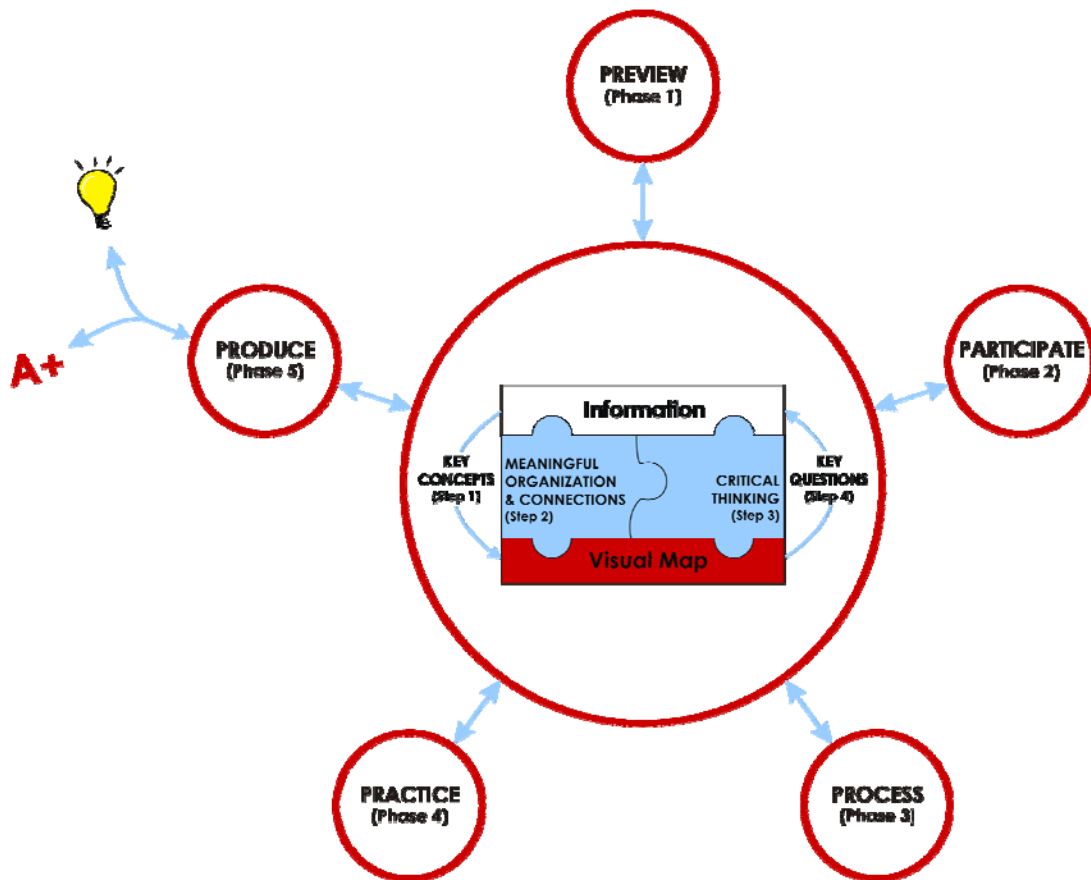 PREVIEW
(Phase 1)
PRODUCE
(Phase 5)
A+
PARTICIPATE
(Phase 2)
Information
KEY
CONCEPTS
(Step 1)
MEANINGFUL
ORGANIZATION
& CONNECTIONS
(Step 2)
CRITICAL
THINKING
(Step 3)
KEY
QUESTIONS
(Step 4)
Visual Map
PRACTICE
(Phase 4)
PROCESS
(Phase 3)